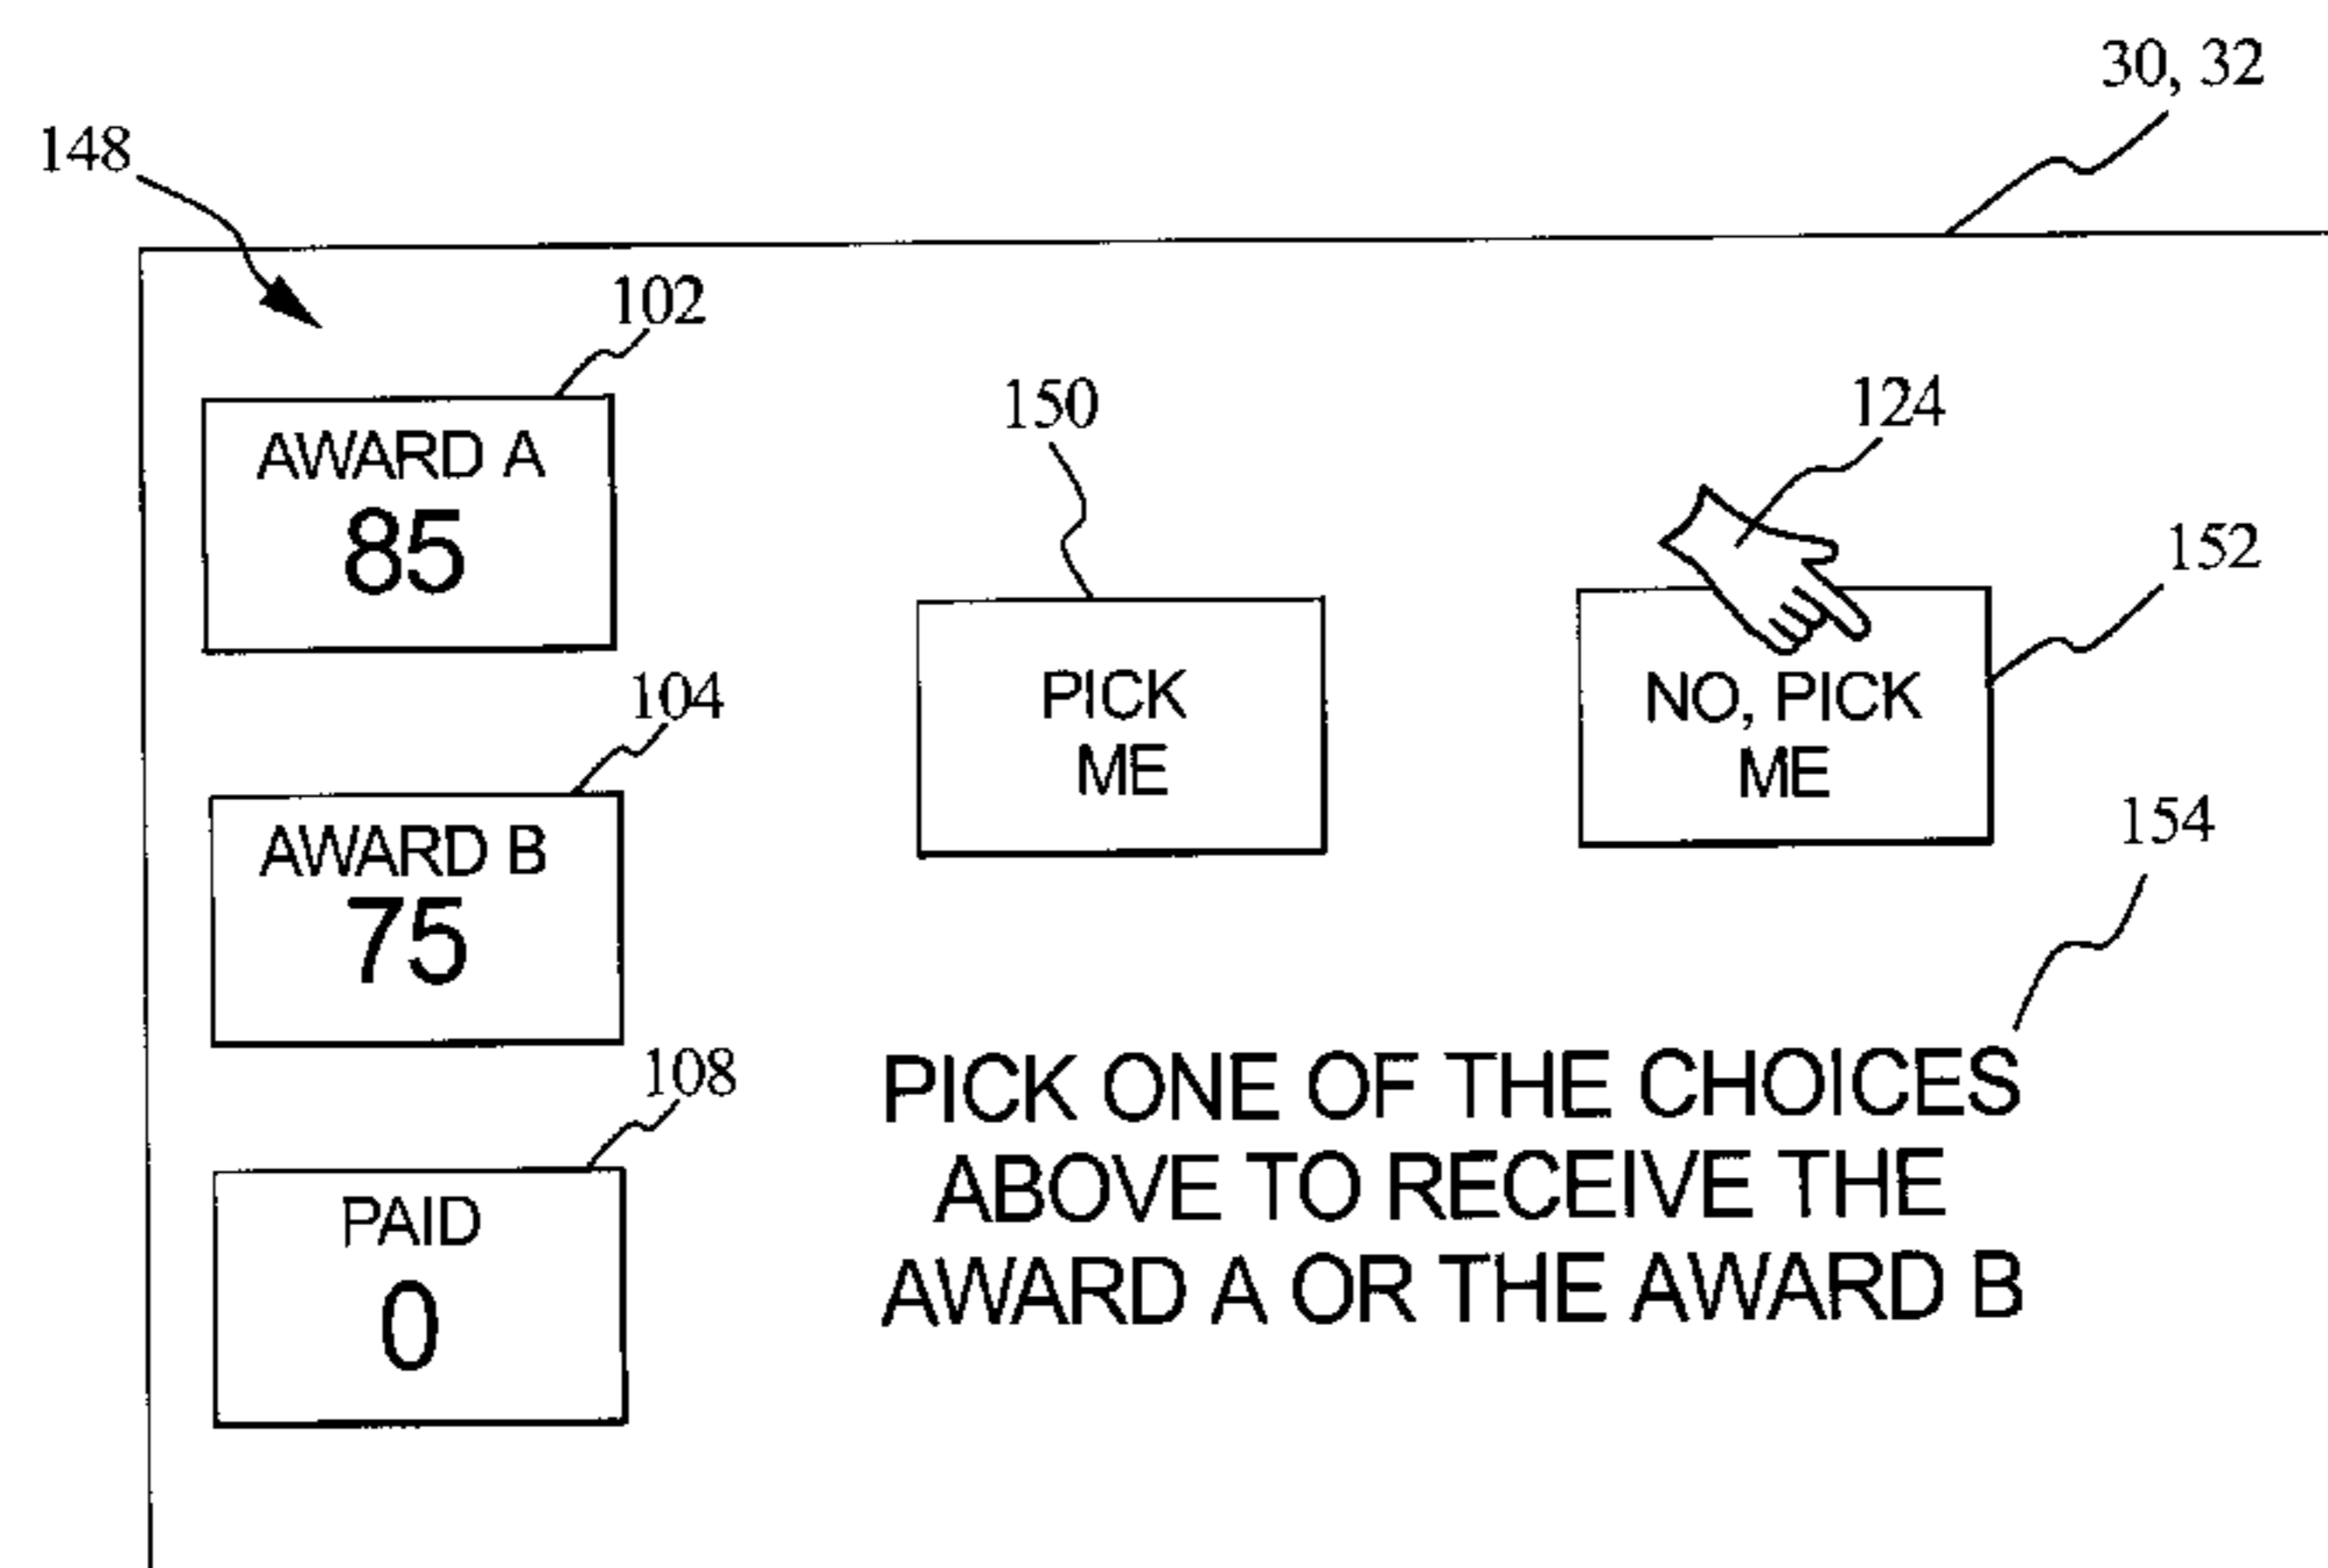 30, 32
148
102
AWARD A
85
150
124
152
PICK
ME
NO, PICK
ME
104
AWARD B
75
154
108
PAID
0
PICK ONE OF THE CHOICES
ABOVE TO RECEIVE THE
AWARD A OR THE AWARD B